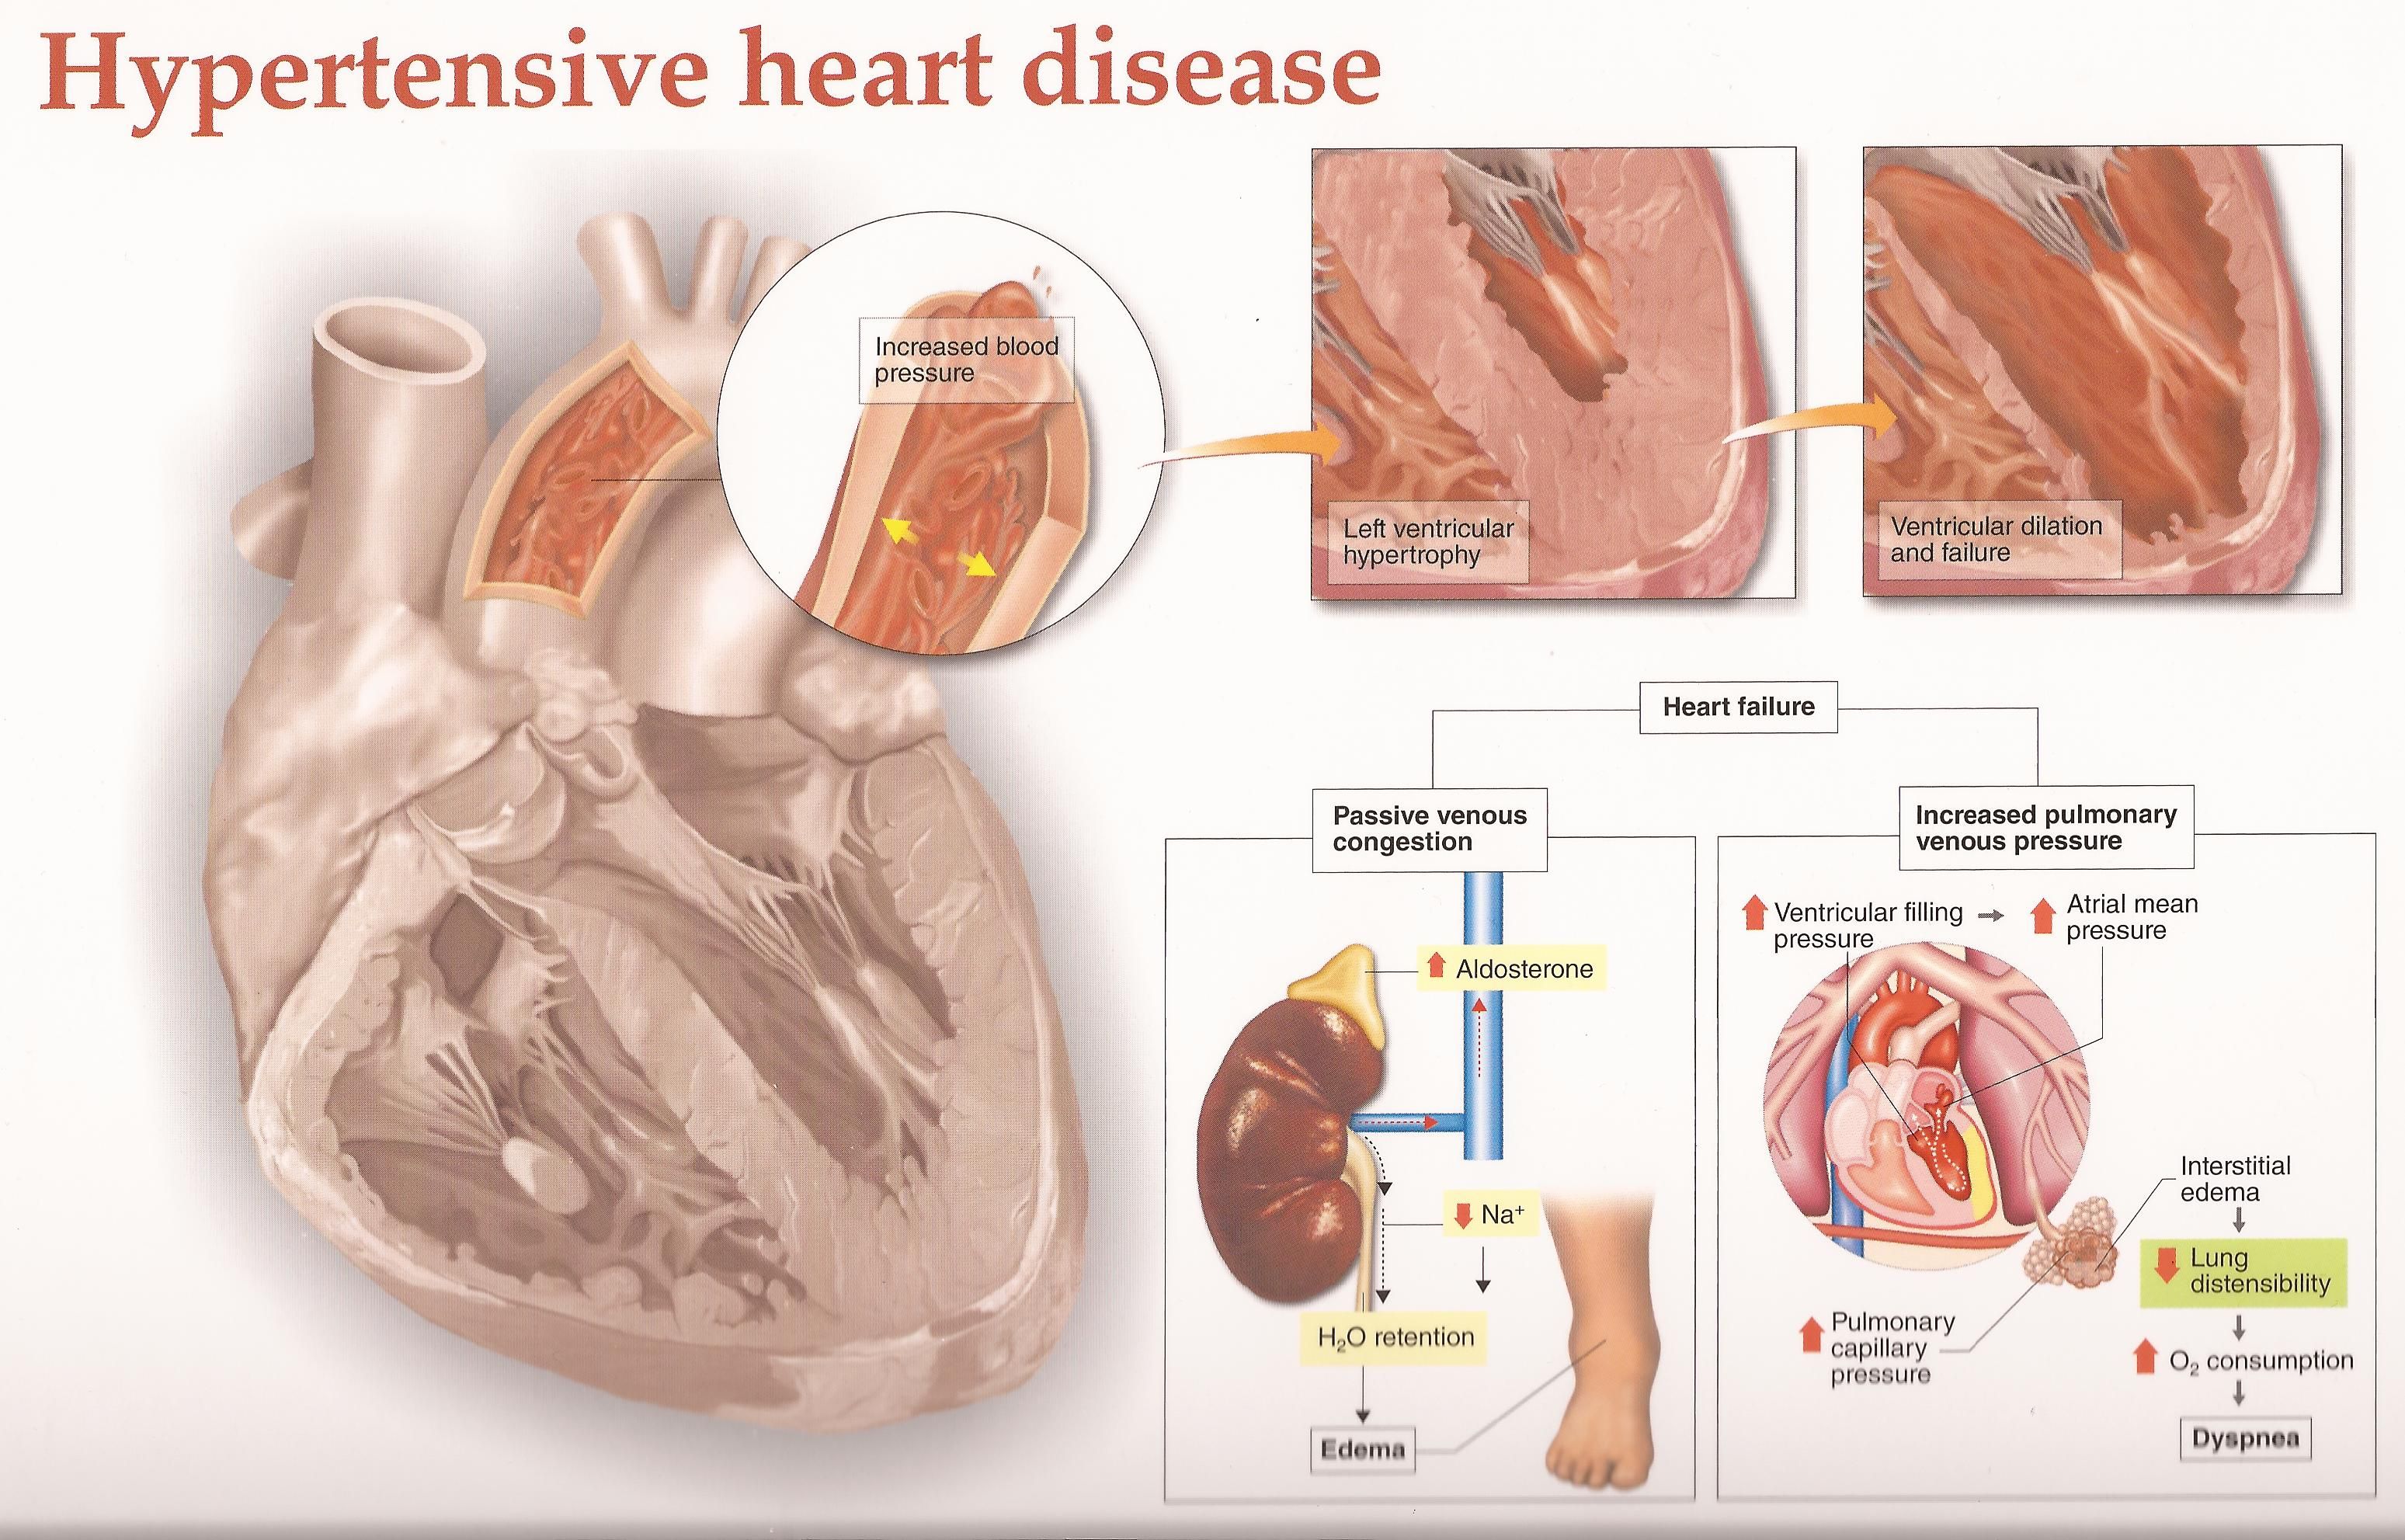 Hypertensive heart disease
Increased blood
pressure
Left ventricular
hypertrophy
Ventricular dilation
and failure
Heart failure
Passive venous
congestion
Aldosterone
Na⁺
H₂O retention
Edema
Increased pulmonary
venous pressure
Ventricular filling
pressure
Atrial mean
pressure
Interstitial
edema
Lung
distensibility
Pulmonary
capillary
pressure
O₂ consumption
Dyspnea